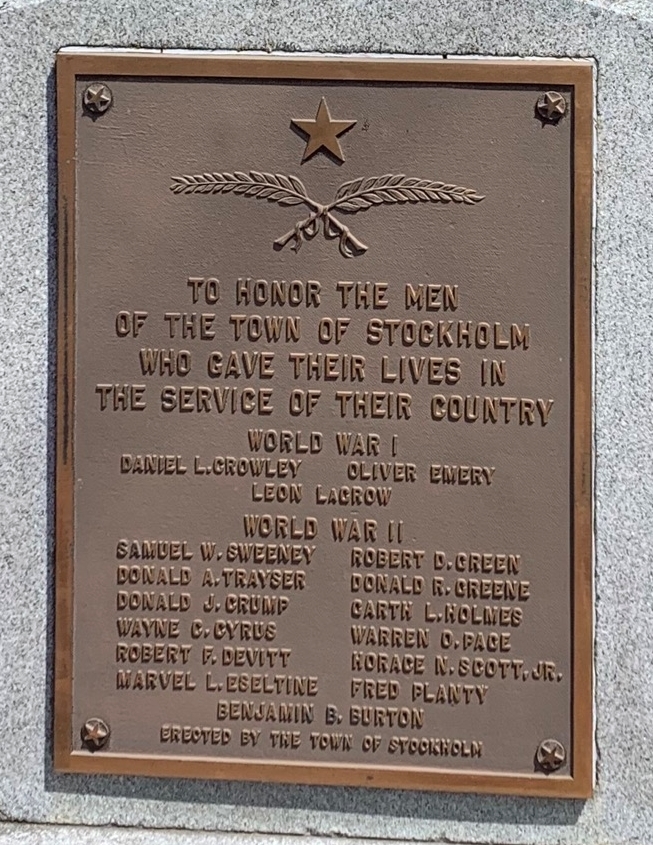 TO HONOR THE MEN
OF THE TOWN OF STOCKHOLM
WHO GAVE THEIR LIVES IN
THE SERVICE OF THEIR COUNTRY
WORLD WAR I
DANIEL L. CROWLEY OLIVER EMERY
LEON LAGROW
WORLD WAR II
SAMUEL W. SWEENEY ROBERT D. GREEN
DONALD A. TRAYSER DONALD R. GREENE
DONALD J. CRUMP GARTH L. HOLMES
WAYNE C. CYRUS WARREN O. PAGE
ROBERT F. DEVITT HORACE N. SCOTT, JR.
MARVEL L. ESELTINE FRED PLANTY
BENJAMIN B. BURTON
ERECTED BY THE TOWN OF STOCKHOLM